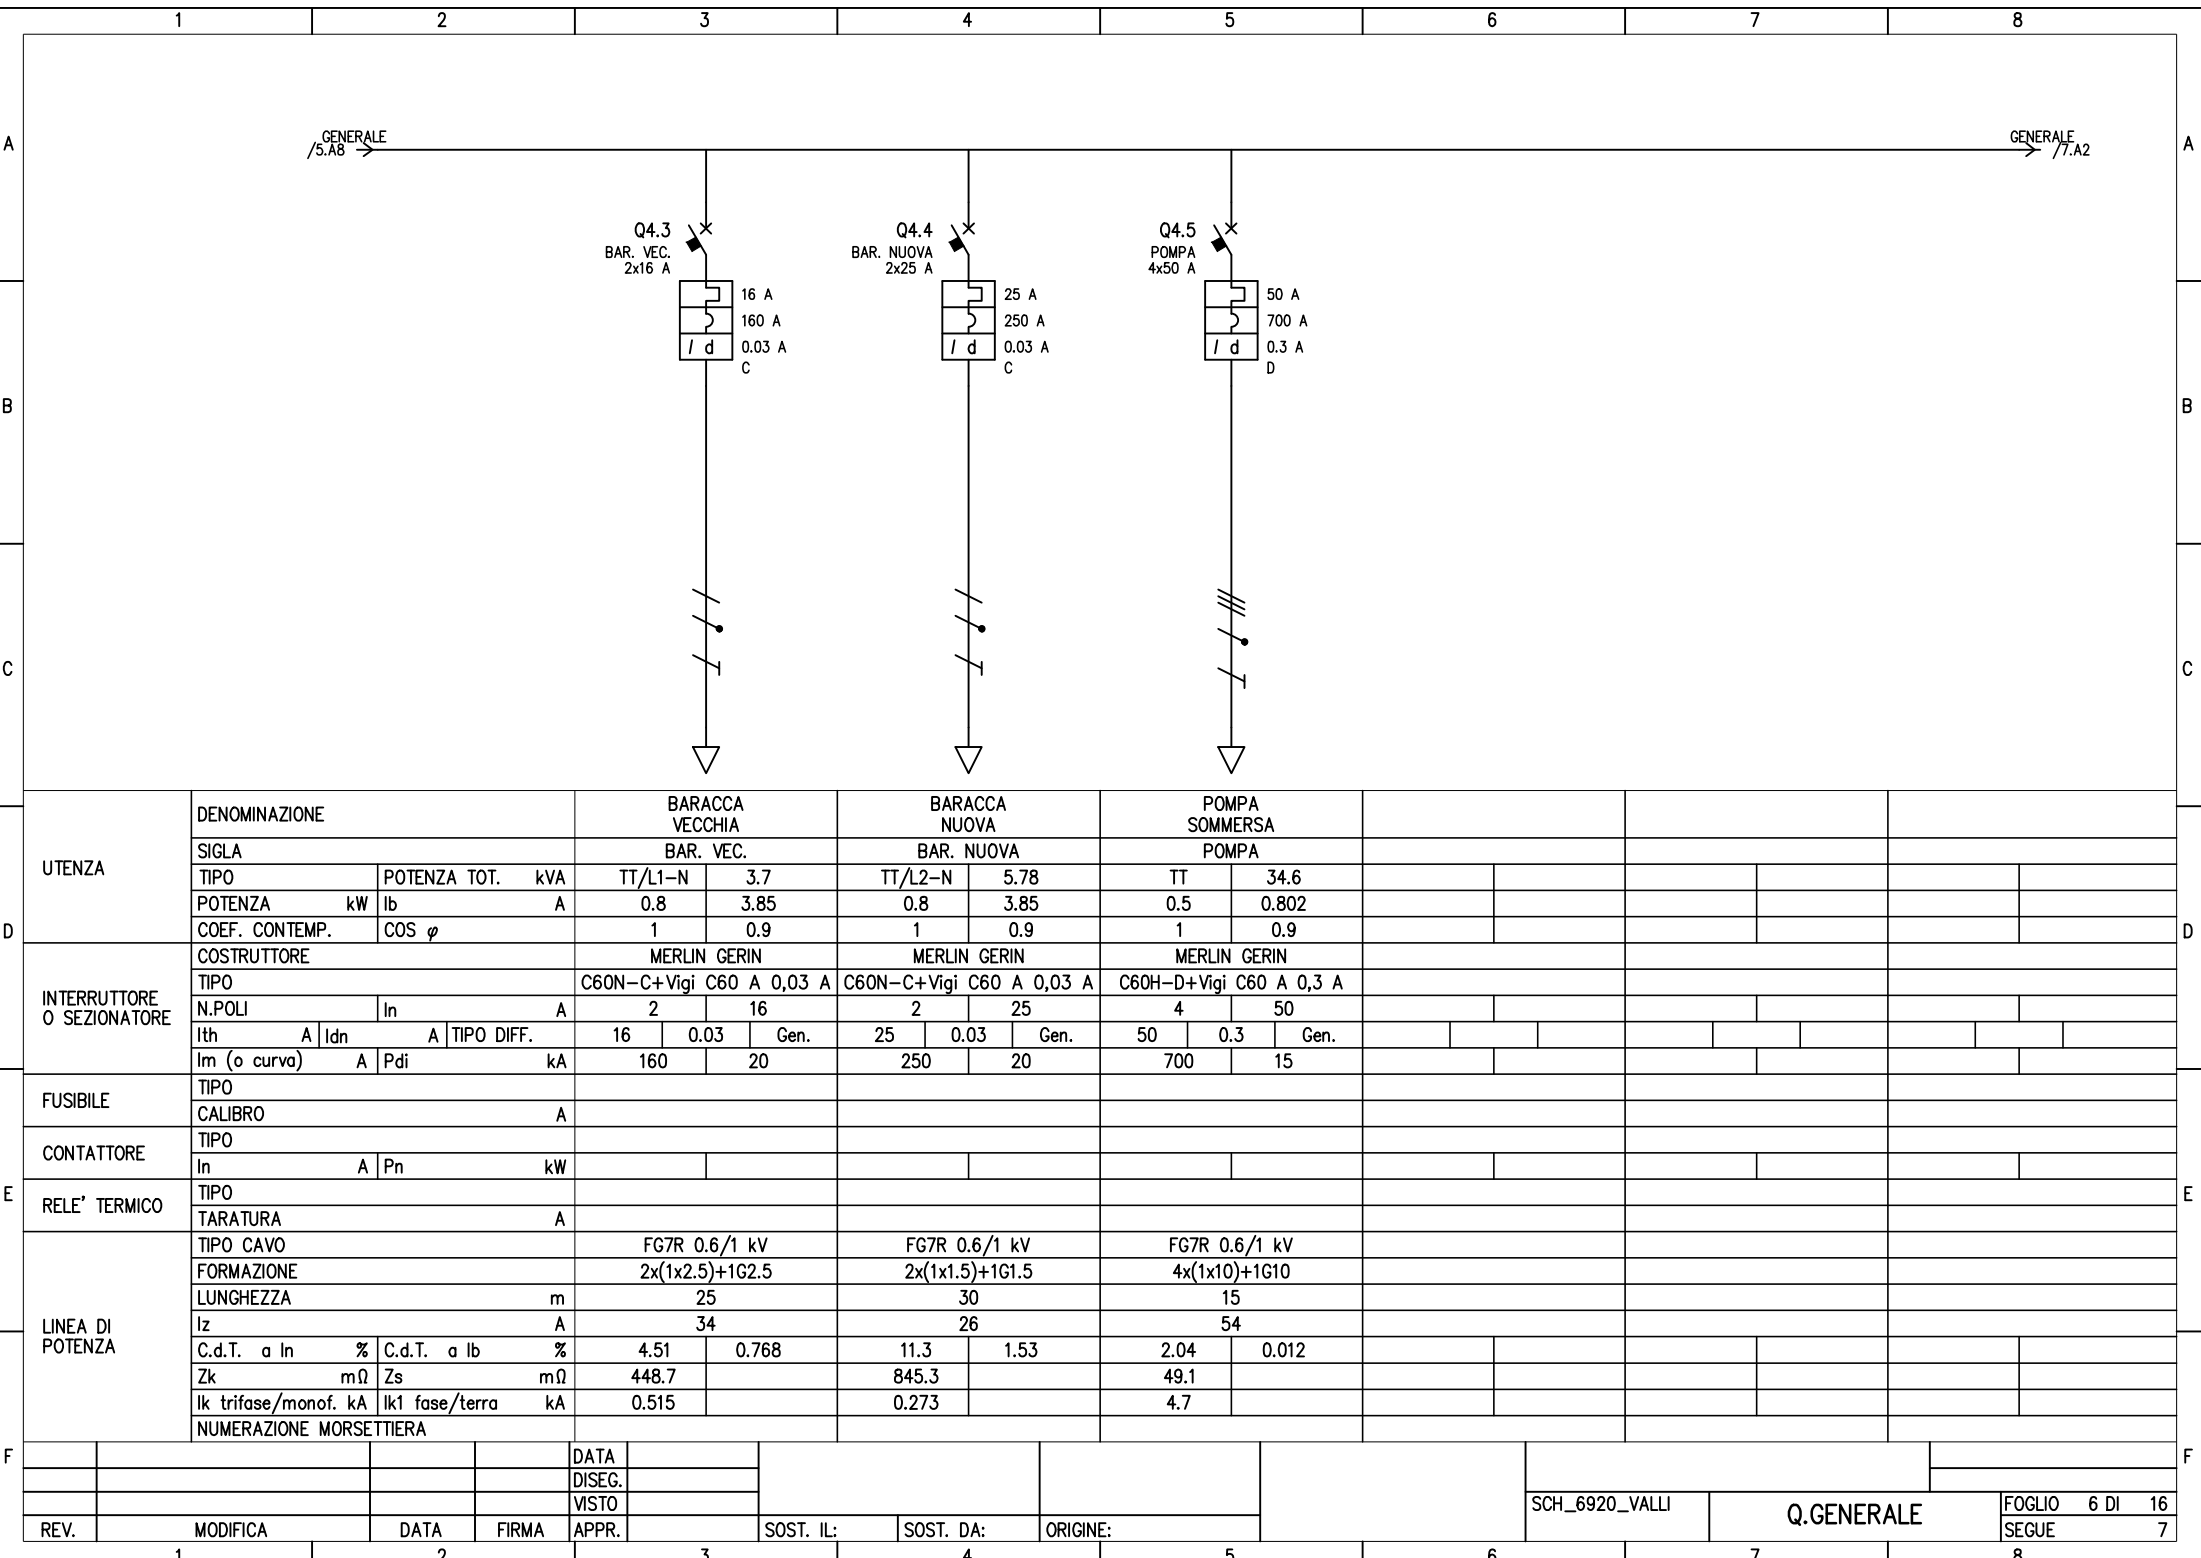 1 2 3 4 5 6 7 8
A A
GENERALE
/5.A8
GENERALE
/7.A2
Q4.3
BAR. VEC.
2x16 A
16 A
160 A
I d 0.03 A
C
Q4.4
BAR. NUOVA
2x25 A
25 A
250 A
I d 0.03 A
C
Q4.5
POMPA
4x50 A
50 A
700 A
I d 0.3 A
D
B B
C C
UTENZA
DENOMINAZIONE
BARACCA
VECCHIA
BARACCA
NUOVA
POMPA
SOMMERSA
SIGLA BAR. VEC. BAR. NUOVA POMPA
TIPO POTENZA TOT. kVA TT/L1-N 3.7 TT/L2-N 5.78 TT 34.6
POTENZA kW Ib A 0.8 3.85 0.8 3.85 0.5 0.802
COEF. CONTEMP. COS φ 1 0.9 1 0.9 1 0.9
D D
INTERRUTTORE
O SEZIONATORE
COSTRUTTORE MERLIN GERIN MERLIN GERIN MERLIN GERIN
TIPO C60N-C+Vigi C60 A 0,03 A C60N-C+Vigi C60 A 0,03 A C60H-D+Vigi C60 A 0,3 A
N.POLI In A 2 16 2 25 4 50
Ith A Idn A TIPO DIFF. 16 0.03 Gen. 25 0.03 Gen. 50 0.3 Gen.
Im (o curva) A Pdi kA 160 20 250 20 700 15
FUSIBILE
TIPO
CALIBRO A
CONTATTORE
TIPO
In A Pn kW
E E
RELE' TERMICO
TIPO
TARATURA A
LINEA DI
POTENZA
TIPO CAVO FG7R 0.6/1 kV FG7R 0.6/1 kV FG7R 0.6/1 kV
FORMAZIONE 2x(1x2.5)+1G2.5 2x(1x1.5)+1G1.5 4x(1x10)+1G10
LUNGHEZZA m 25 30 15
Iz A 34 26 54
C.d.T. a In % C.d.T. a Ib % 4.51 0.768 11.3 1.53 2.04 0.012
Zk mΩ Zs mΩ 448.7 845.3 49.1
Ik trifase/monof. kA Ik1 fase/terra kA 0.515 0.273 4.7
NUMERAZIONE MORSETTIERA
F F
DATA
DISEG.
VISTO
REV. MODIFICA DATA FIRMA APPR. SOST. IL: SOST. DA: ORIGINE:
SCH_6920_VALLI
Q.GENERALE
FOGLIO 6 DI 16
SEGUE 7
1 2 3 4 5 6 7 8